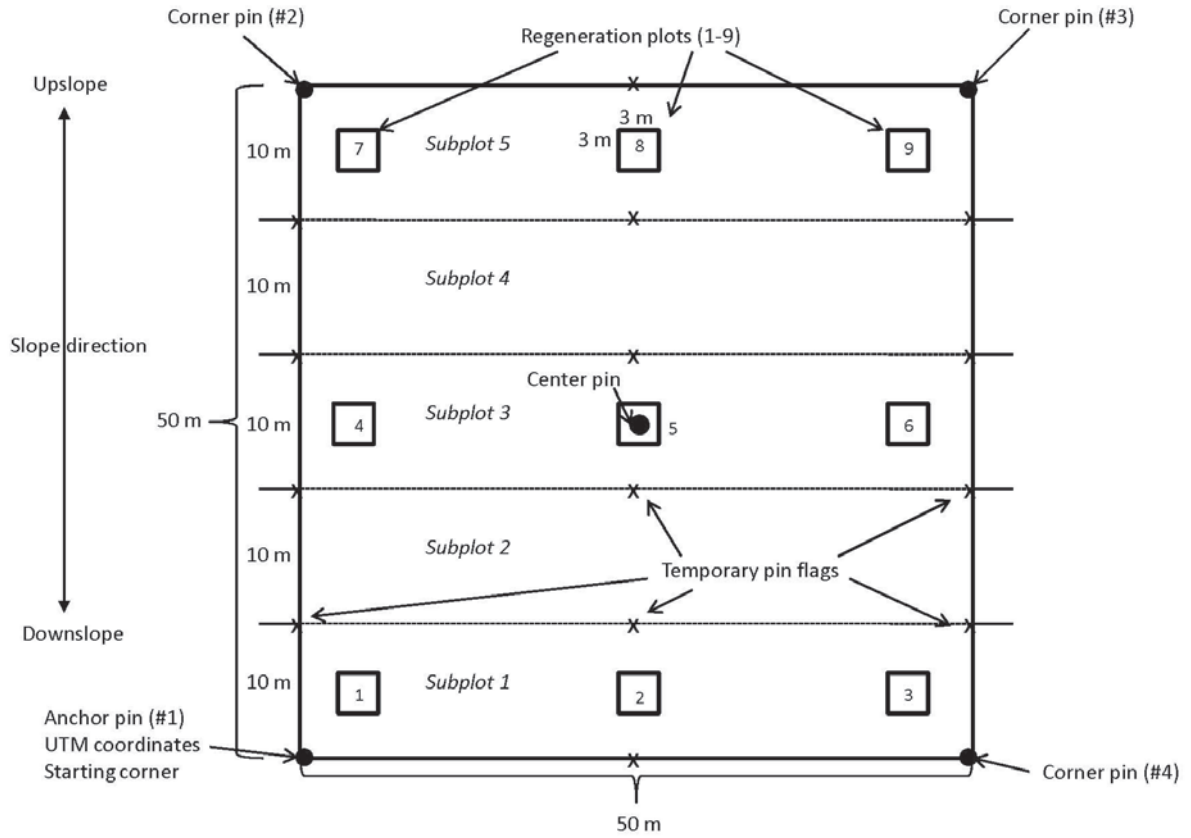 Corner pin (#2)
Corner pin (#3)
Regeneration plots (1-9)
Upslope
3 m
10 m
7
Subplot 5
3 m
8
9
x
x
x
x
10 m
Subplot 4
Slope direction
x
x
x
Center pin
50 m
10 m
4
Subplot 3
5
6
x
x
x
10 m
Subplot 2
Temporary pin flags
Downslope
x
x
x
10 m
1
Subplot 1
2
3
Anchor pin (#1)
UTM coordinates
Starting corner
x
Corner pin (#4)
50 m